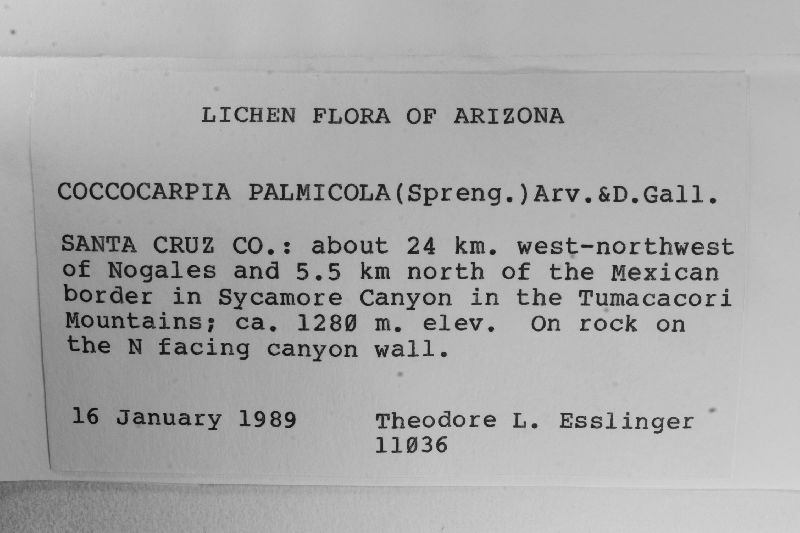 LICHEN FLORA OF ARIZONA
COCCOCARPIA PALMICOLA(Spreng.)Arv.&D.Gall.
SANTA CRUZ CO.: about 24 km. west-northwest
of Nogales and 5.5 km north of the Mexican
border in Sycamore Canyon in the Tumacacori
Mountains; ca. 1280 m. elev. On rock on
the N facing canyon wall.
16 January 1989 Theodore L. Esslinger
11036